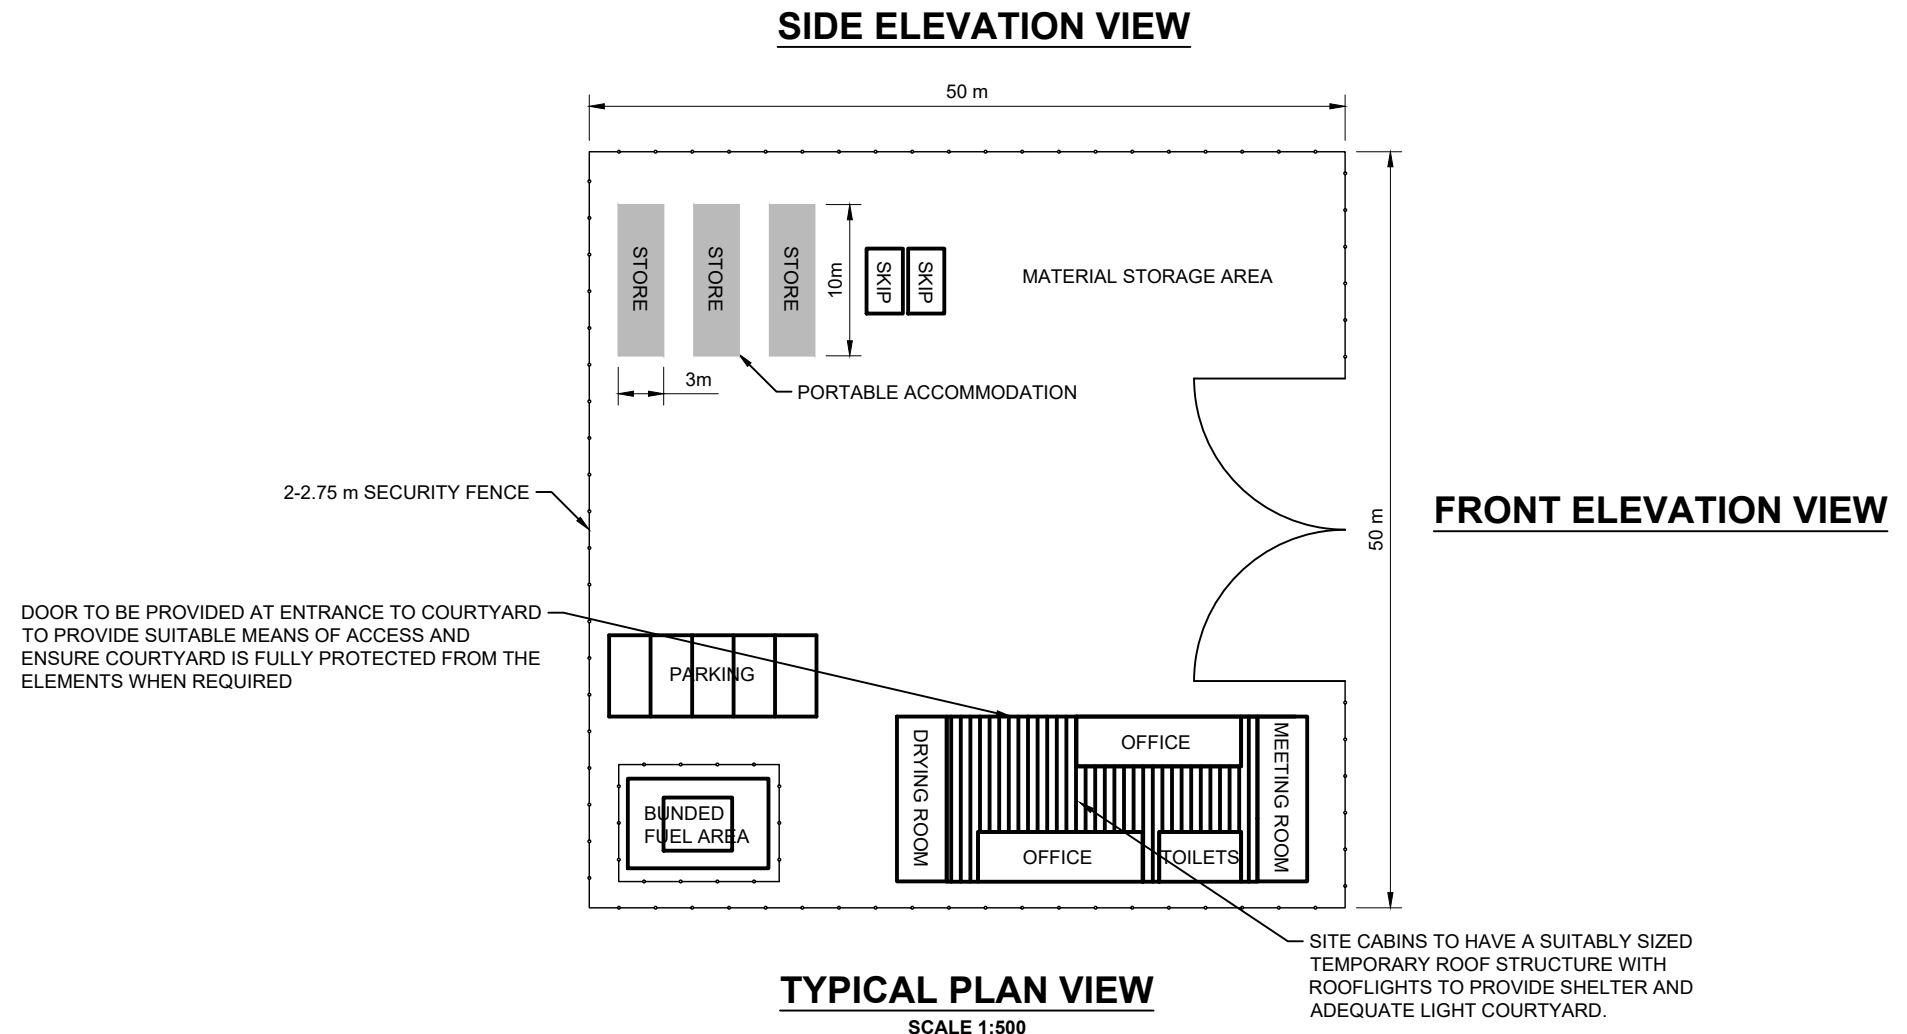 SIDE ELEVATION VIEW
50 m
STORE
STORE
STORE
10m
SKIP
SKIP
MATERIAL STORAGE AREA
3m
PORTABLE ACCOMMODATION
2-2.75 m SECURITY FENCE
50 m
FRONT ELEVATION VIEW
DOOR TO BE PROVIDED AT ENTRANCE TO COURTYARD
TO PROVIDE SUITABLE MEANS OF ACCESS AND
ENSURE COURTYARD IS FULLY PROTECTED FROM THE
ELEMENTS WHEN REQUIRED
PARKING
DRYING ROOM
OFFICE
MEETING ROOM
BUNDED
FUEL AREA
OFFICE
TOILETS
SITE CABINS TO HAVE A SUITABLY SIZED
TEMPORARY ROOF STRUCTURE WITH
ROOFLIGHTS TO PROVIDE SHELTER AND
ADEQUATE LIGHT COURTYARD.
TYPICAL PLAN VIEW
SCALE 1:500